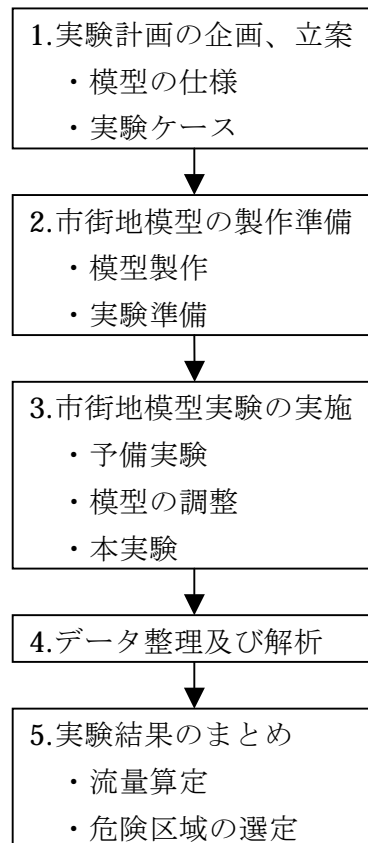 1.実験計画の企画、立案
・模型の仕様
・実験ケース
2.市街地模型の製作準備
・模型製作
・実験準備
3.市街地模型実験の実施
・予備実験
・模型の調整
・本実験
4.データ整理及び解析
5.実験結果のまとめ
・流量算定
・危険区域の選定